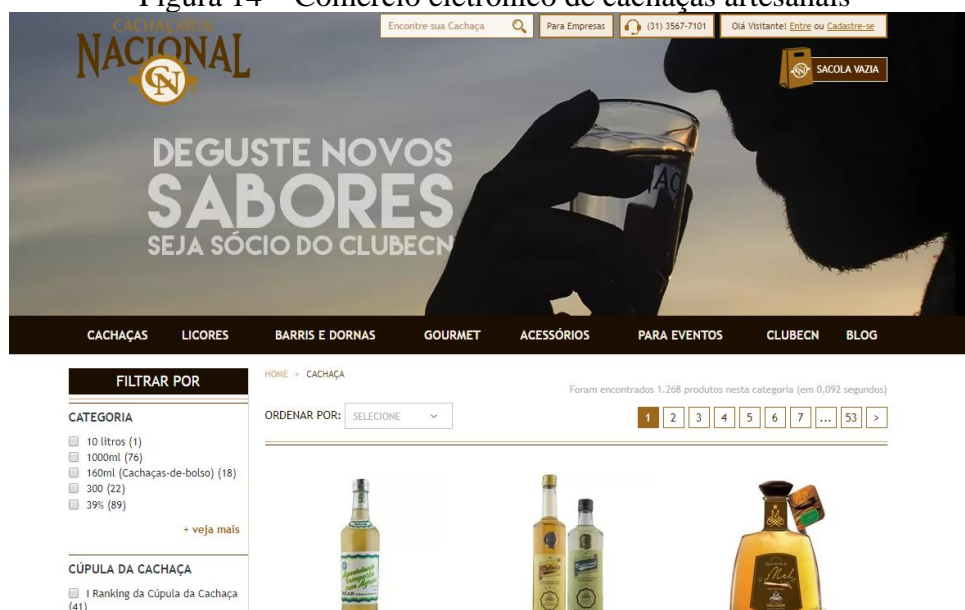 Figura 14 – Comércio eletrônico de cachaças artesanais
CACHAÇARIA
NACIONAL
CN
Encontre sua Cachaça
Para Empresas
(31) 3567-7101
Olá Visitante! Entre ou Cadastre-se
SACOLA VAZIA
DEGUSTE NOVOS
SABORES
SEJA SÓCIO DO CLUBECN
CACHAÇAS LICORES BARRIS E DORNAS GOURMET ACESSÓRIOS PARA EVENTOS CLUBECN BLOG
FILTRAR POR
CATEGORIA
10 litros (1)
1000ml (76)
160ml (Cachaças-de-bolso) (18)
300 (22)
39% (89)
+ veja mais
CÚPULA DA CACHAÇA
I Ranking da Cúpula da Cachaça
(41)
HOME > CACHAÇA
Foram encontrados 1.268 produtos nesta categoria (em 0,092 segundos)
ORDENAR POR: SELECIONE
1 2 3 4 5 6 7 ... 53 >
Mel